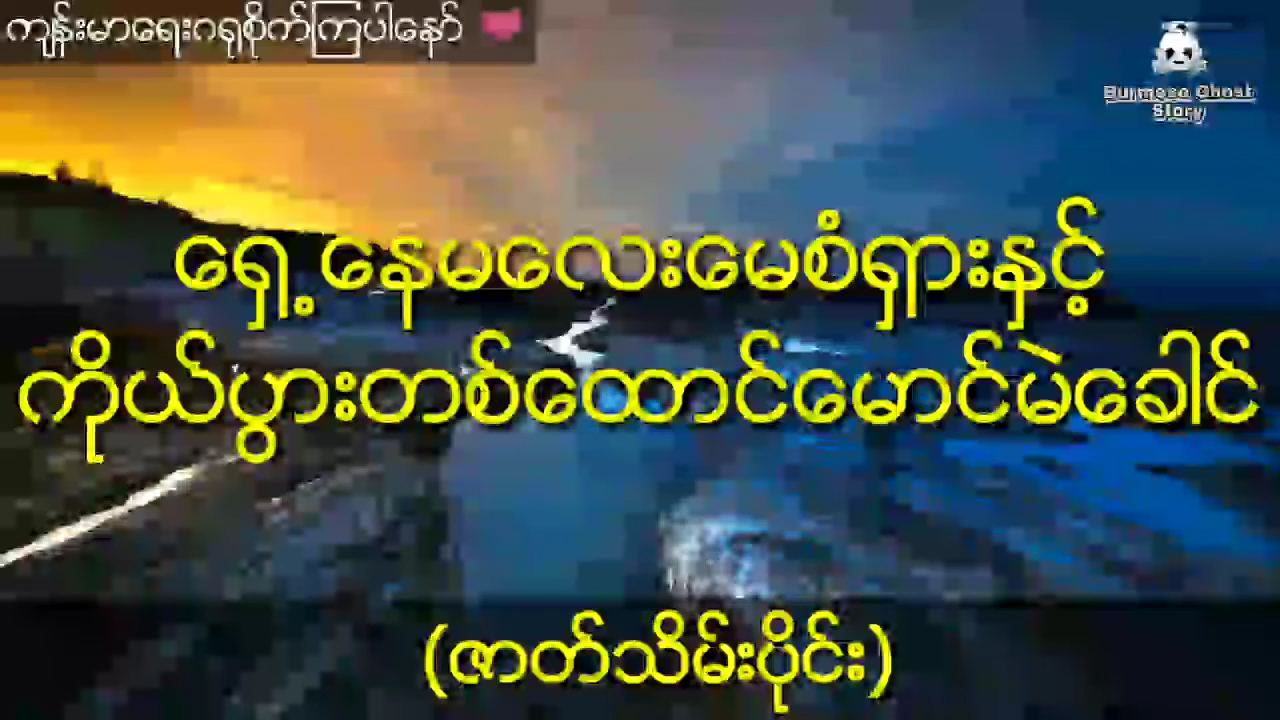 ကျန်းမာရေးဂရုစိုက်ကြပါနော် ❤
Burmese Ghost
Story
ရှေ့နေမလေးမေစံရှားနှင့်
ကိုယ်ပွားတစ်ထောင်မောင်မဲခေါင်
(ဇာတ်သိမ်းပိုင်း)